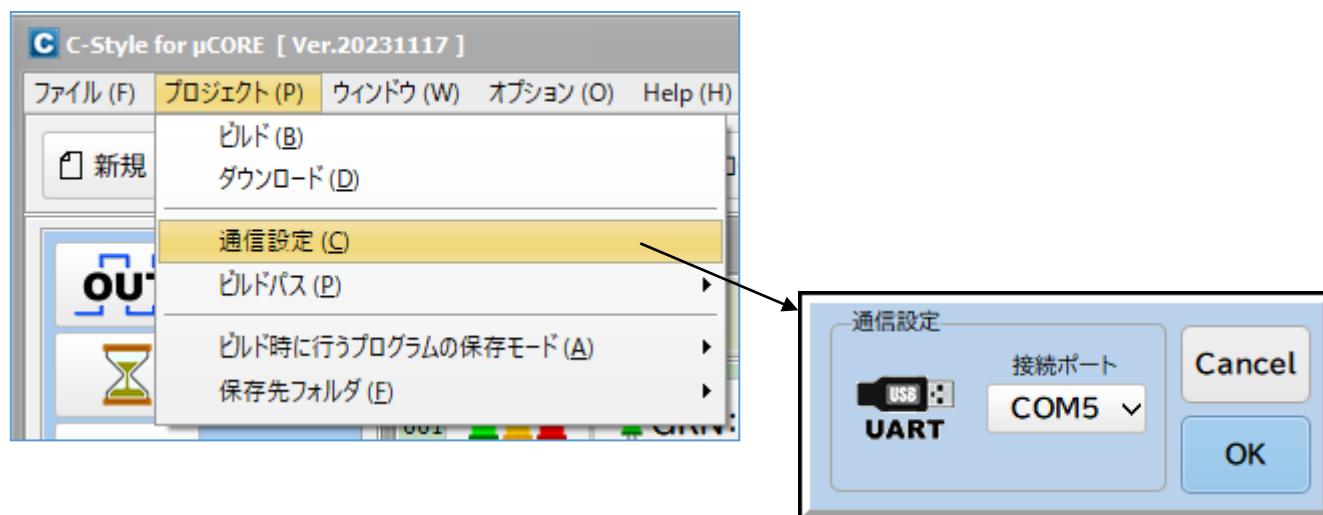 C C-Style for μCORE [ Ver.20231117 ]
ファイル (F) プロジェクト (P) ウィンドウ (W) オプション (O) Help (H)
新規
ビルド (B)
ダウンロード (D)
通信設定 (C)
ビルドパス (P)
ビルド時に行うプログラムの保存モード (A)
保存先フォルダ (F)
OU
001
GRN:
通信設定
接続ポート
USB
UART
COM5
Cancel
OK